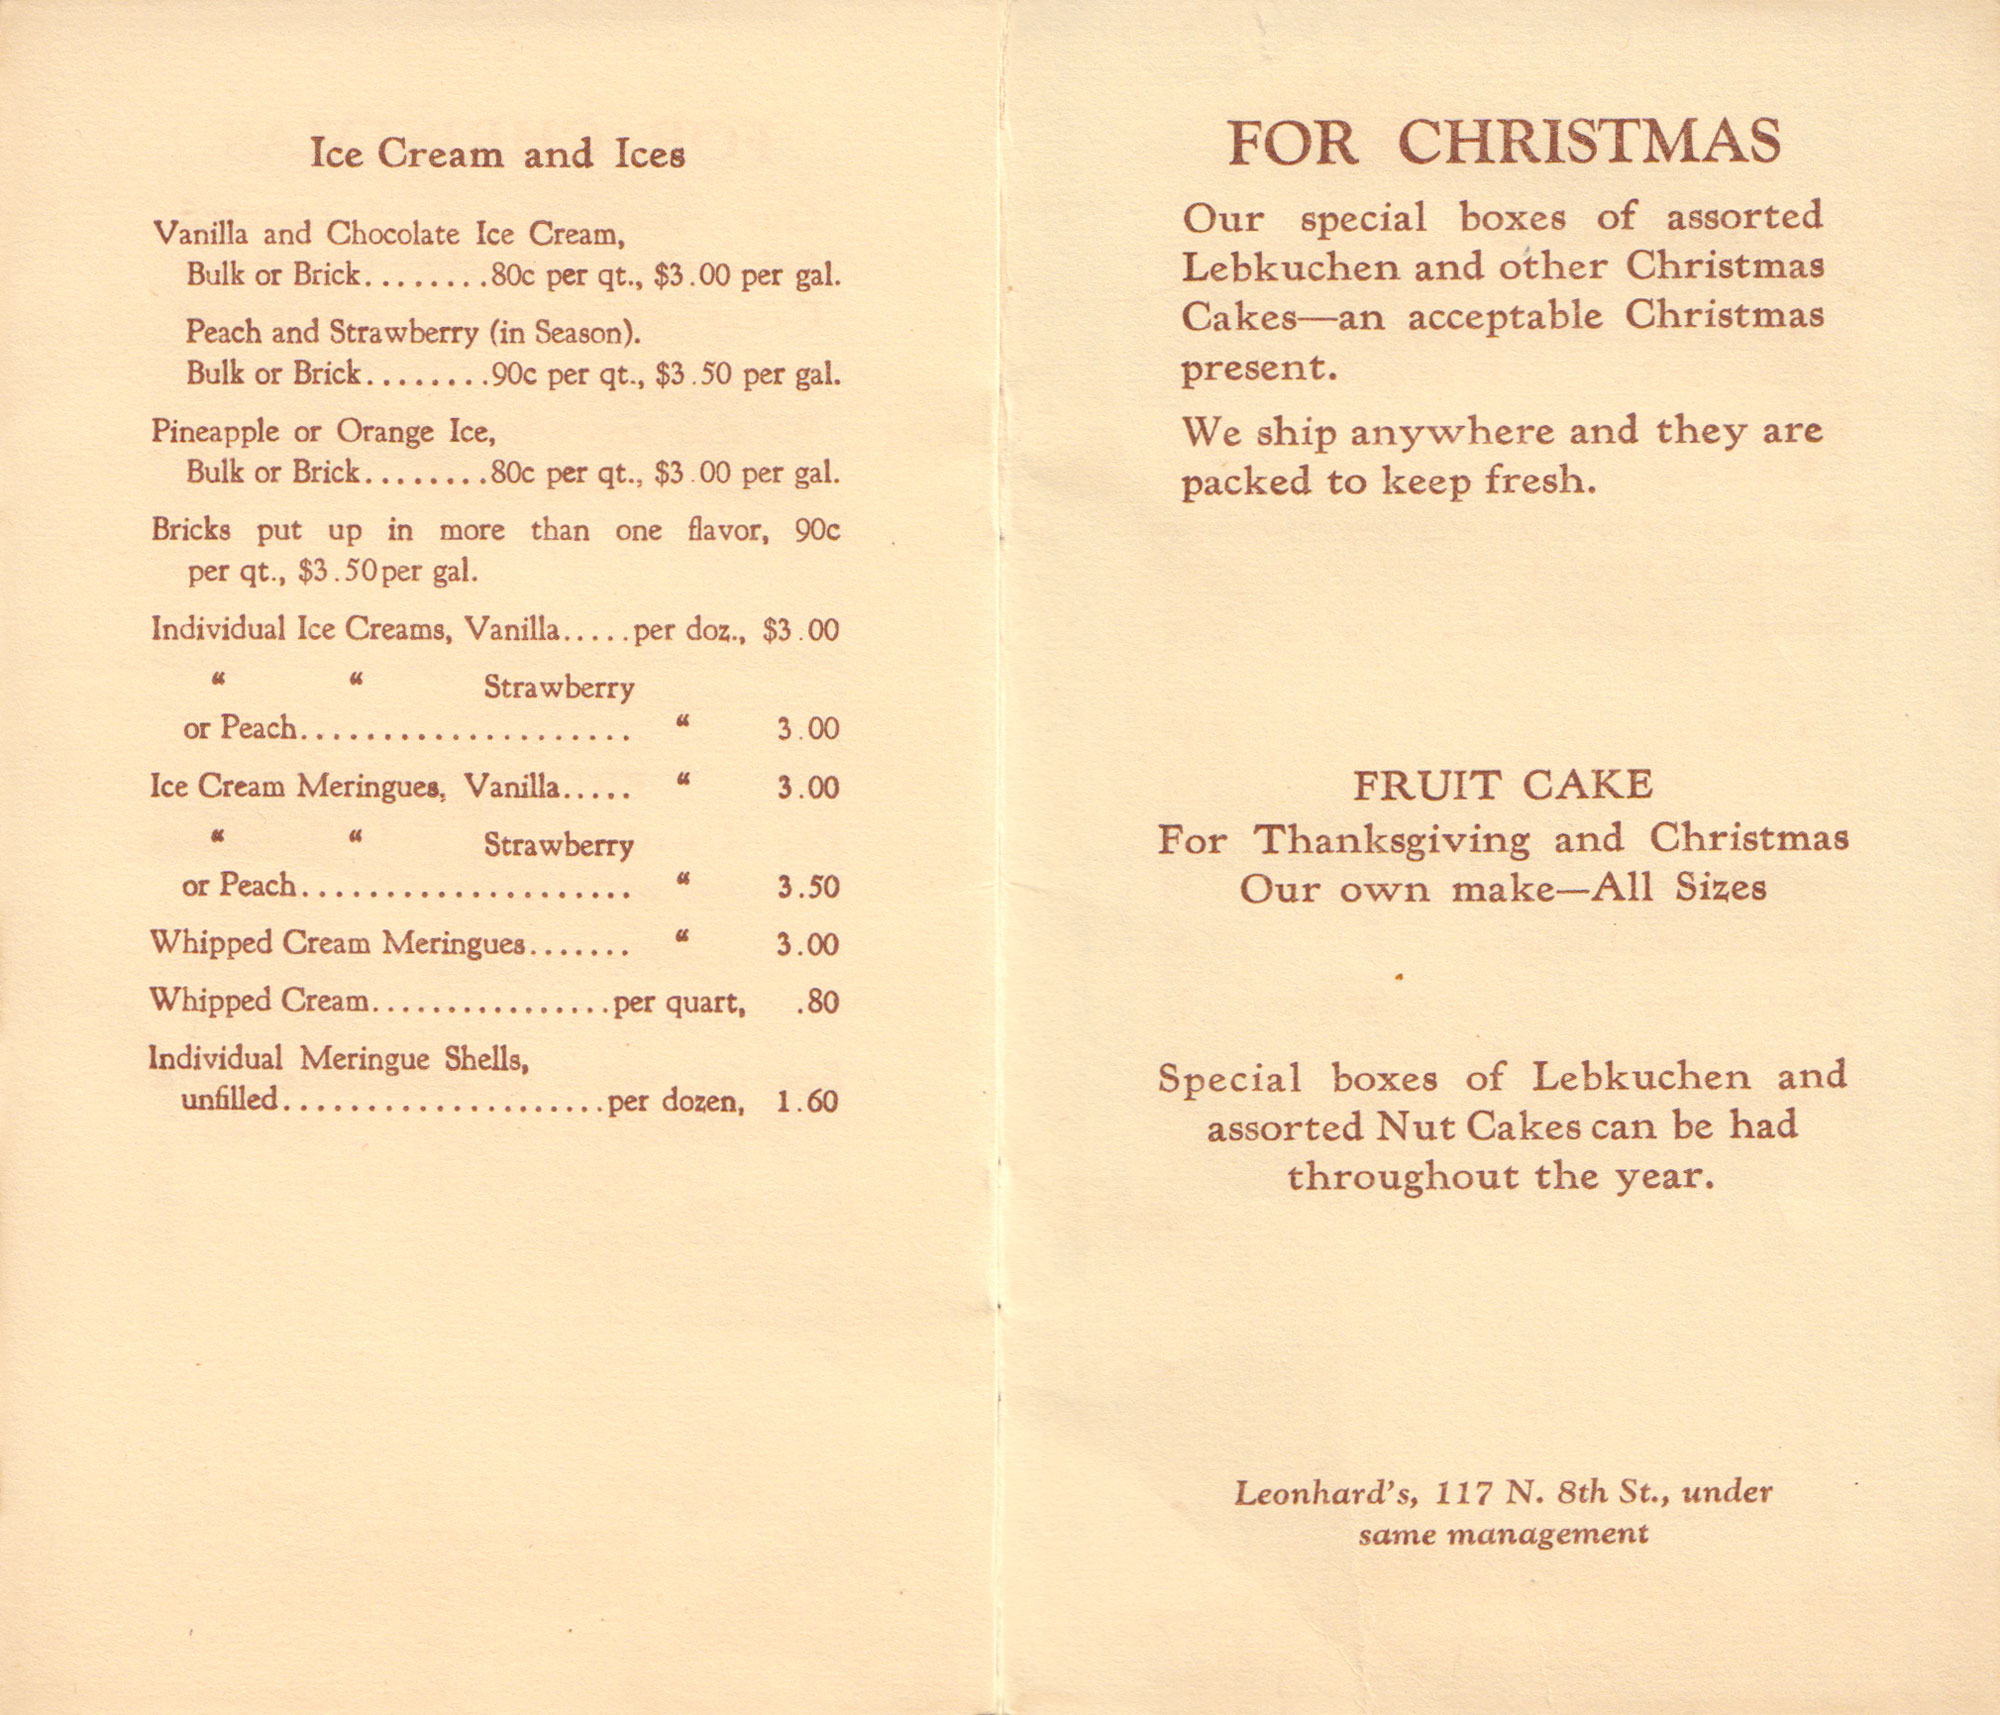 Ice Cream and Ices
Vanilla and Chocolate Ice Cream,
Bulk or Brick........80c per qt., $3.00 per gal.
Peach and Strawberry (in Season).
Bulk or Brick........90c per qt., $3.50 per gal.
Pineapple or Orange Ice,
Bulk or Brick........80c per qt., $3.00 per gal.
Bricks put up in more than one flavor, 90c
per qt., $3.50 per gal.
Individual Ice Creams, Vanilla.....per doz., $3.00
“ “ Strawberry
or Peach...................... “ 3.00
Ice Cream Meringues, Vanilla..... “ 3.00
“ “ Strawberry
or Peach...................... “ 3.50
Whipped Cream Meringues....... “ 3.00
Whipped Cream................per quart, .80
Individual Meringue Shells,
unfilled......................per dozen, 1.60
FOR CHRISTMAS
Our special boxes of assorted
Lebkuchen and other Christmas
Cakes—an acceptable Christmas
present.
We ship anywhere and they are
packed to keep fresh.
FRUIT CAKE
For Thanksgiving and Christmas
Our own make—All Sizes
Special boxes of Lebkuchen and
assorted Nut Cakes can be had
throughout the year.
Leonhard's, 117 N. 8th St., under
same management